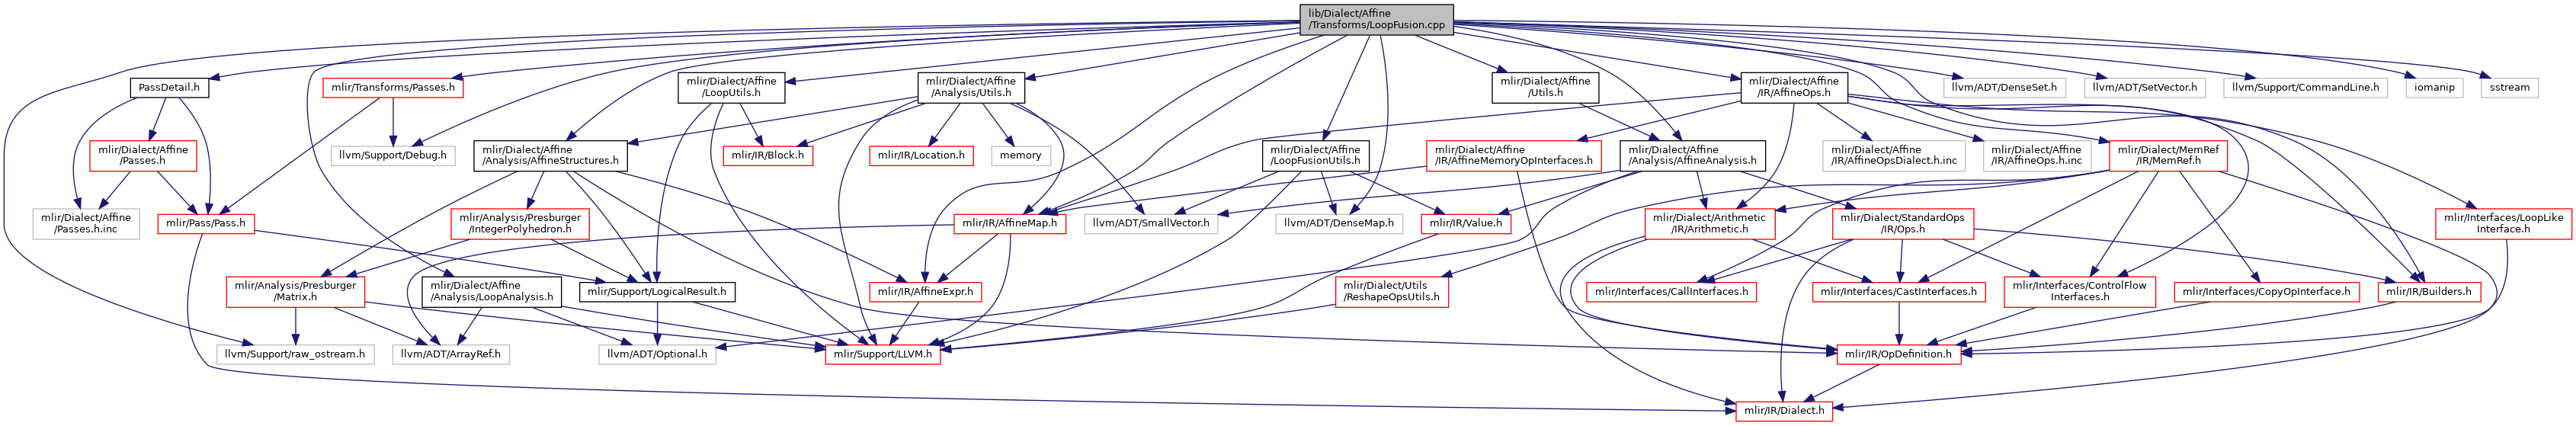 lib/Dialect/Affine
/Transforms/LoopFusion.cpp
PassDetail.h
mlir/Transforms/Passes.h
mlir/Dialect/Affine
/LoopUtils.h
mlir/Dialect/Affine
/Analysis/Utils.h
mlir/Dialect/Affine
/Utils.h
mlir/Dialect/Affine
/IR/AffineOps.h
llvm/ADT/DenseSet.h
llvm/ADT/SetVector.h
llvm/Support/CommandLine.h
iomanip
sstream
mlir/Dialect/Affine
/Passes.h
llvm/Support/Debug.h
mlir/Dialect/Affine
/Analysis/AffineStructures.h
mlir/IR/Block.h
mlir/IR/Location.h
memory
mlir/Dialect/Affine
/LoopFusionUtils.h
mlir/Dialect/Affine
/IR/AffineMemoryOpInterfaces.h
mlir/Dialect/Affine
/Analysis/AffineAnalysis.h
mlir/Dialect/Affine
/IR/AffineOpsDialect.h.inc
mlir/Dialect/Affine
/IR/AffineOps.h.inc
mlir/Dialect/MemRef
/IR/MemRef.h
mlir/Dialect/Affine
/Passes.h.inc
mlir/Pass/Pass.h
mlir/Analysis/Presburger
/IntegerPolyhedron.h
mlir/IR/AffineMap.h
llvm/ADT/SmallVector.h
llvm/ADT/DenseMap.h
mlir/IR/Value.h
mlir/Dialect/Arithmetic
/IR/Arithmetic.h
mlir/Dialect/StandardOps
/IR/Ops.h
mlir/Interfaces/LoopLike
Interface.h
mlir/Analysis/Presburger
/Matrix.h
mlir/Dialect/Affine
/Analysis/LoopAnalysis.h
mlir/Support/LogicalResult.h
mlir/IR/AffineExpr.h
mlir/Dialect/Utils
/ReshapeOpsUtils.h
mlir/Interfaces/CallInterfaces.h
mlir/Interfaces/CastInterfaces.h
mlir/Interfaces/ControlFlow
Interfaces.h
mlir/Interfaces/CopyOpInterface.h
mlir/IR/Builders.h
llvm/Support/raw_ostream.h
llvm/ADT/ArrayRef.h
llvm/ADT/Optional.h
mlir/Support/LLVM.h
mlir/IR/OpDefinition.h
mlir/IR/Dialect.h